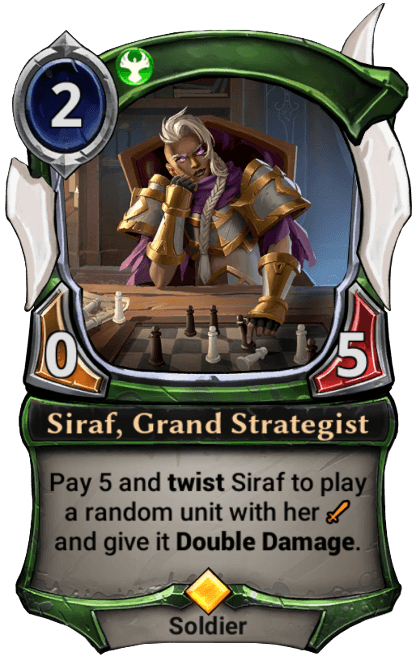 2
0
5
Siraf, Grand Strategist
Pay 5 and twist Siraf to play
a random unit with her
and give it Double Damage.
Soldier